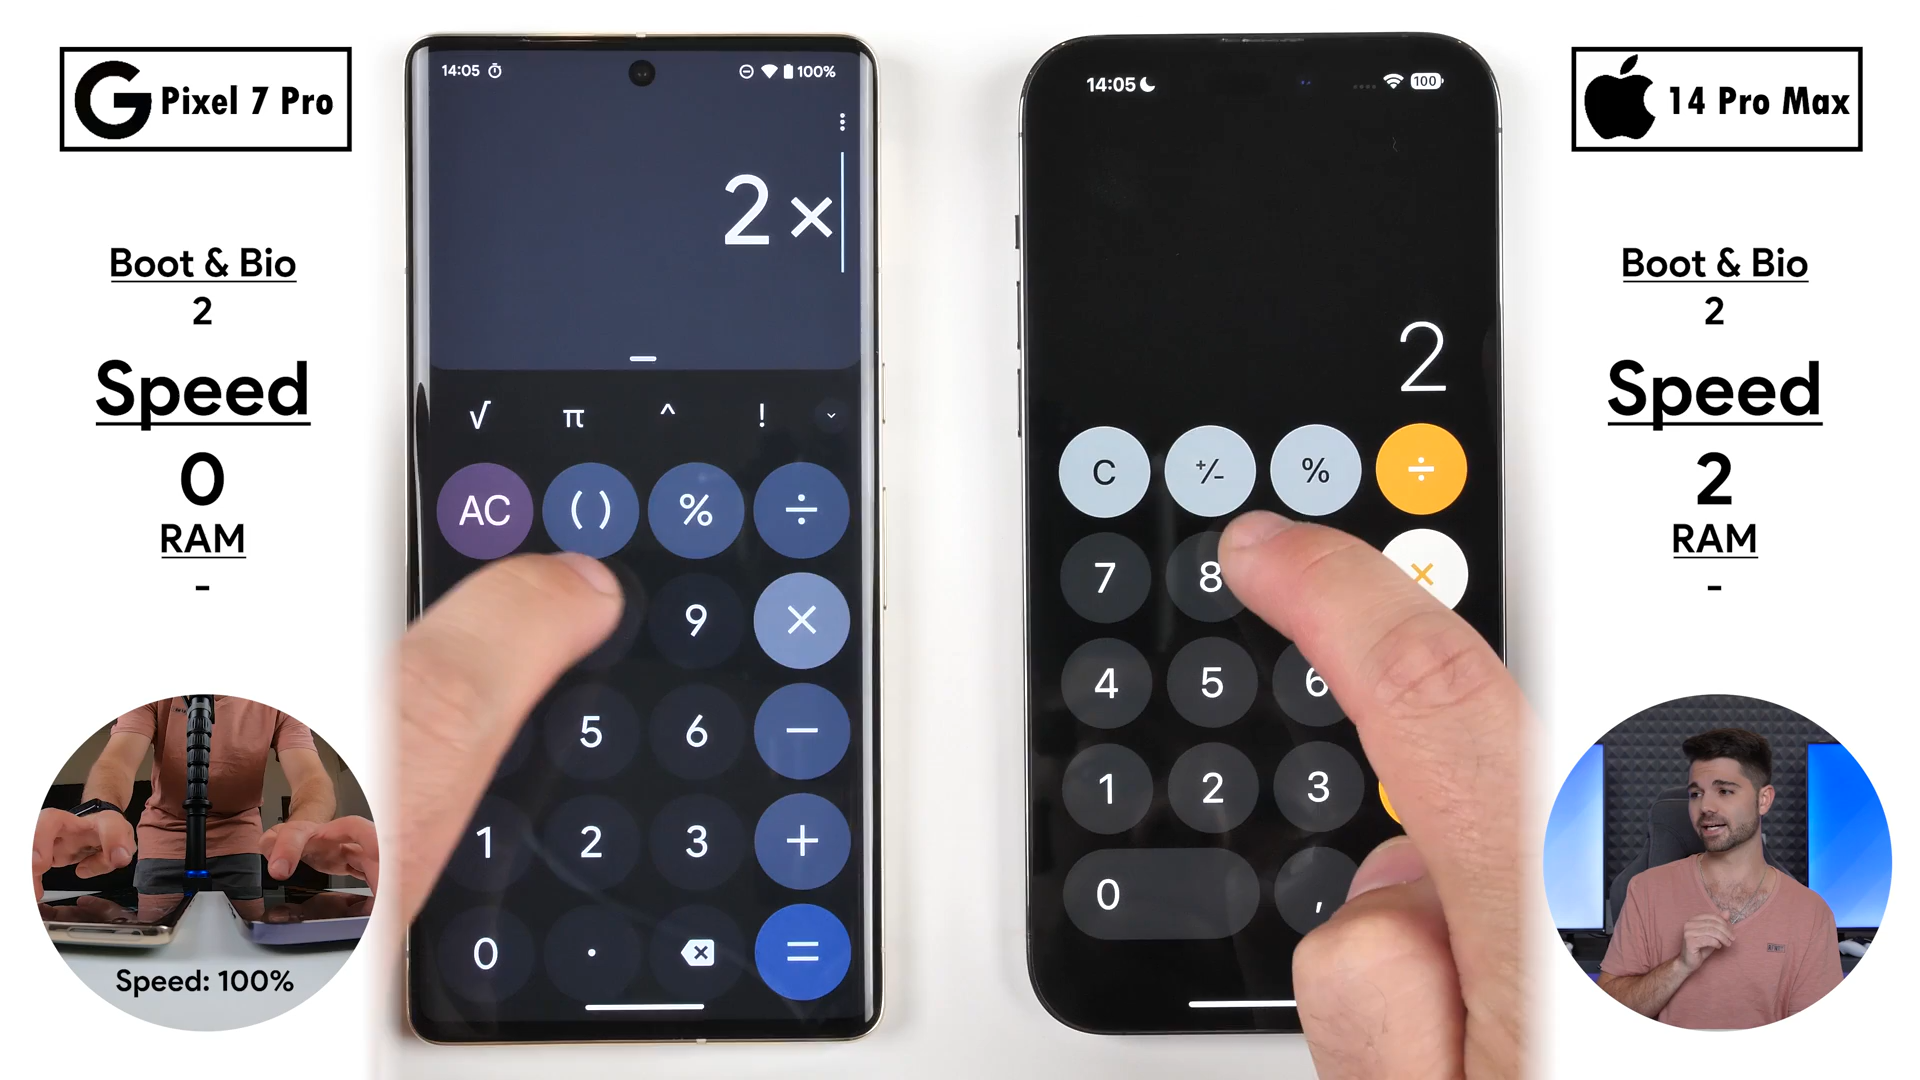 G Pixel 7 Pro
Boot & Bio
2
Speed
0
RAM
-
Speed: 100%
14:05
100%
2×
√ π ^ !
AC ( ) % ÷
9 ×
5 6 −
1 2 3 +
0 . =
14:05
100
2
C +/- % ÷
7 8 ×
4 5 6
1 2 3
0 ,
14 Pro Max
Boot & Bio
2
Speed
2
RAM
-